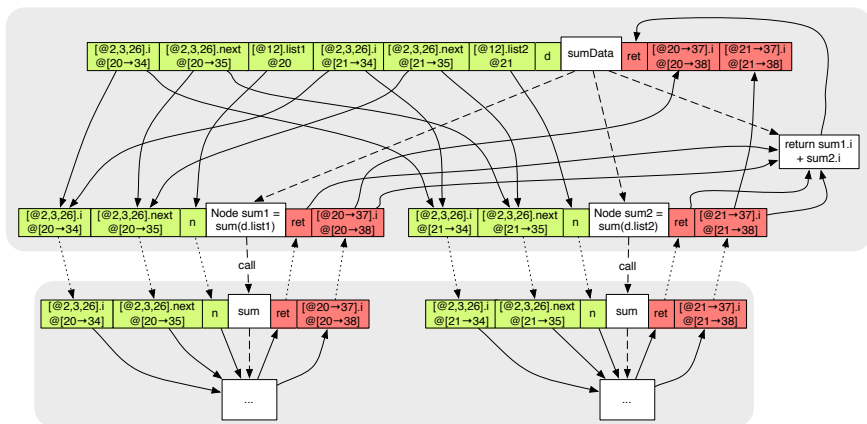 [@2,3,26].i [@2,3,26].next [@12].list1 [@2,3,26].i [@2,3,26].next [@12].list2 d sumData ret [@20→37].i [@21→37].i
@[20→34] @[20→35] @20 @[21→34] @[21→35] @21 @[20→38] @[21→38]
return sum1.i
+ sum2.i
[@2,3,26].i [@2,3,26].next n Node sum1 = ret [@20→37].i
@[20→34] @[20→35] sum(d.list1) @[20→38]
[@2,3,26].i [@2,3,26].next n Node sum2 = ret [@21→37].i
@[21→34] @[21→35] sum(d.list2) @[21→38]
call
call
[@2,3,26].i [@2,3,26].next n sum ret [@20→37].i
@[20→34] @[20→35] @[20→38]
[@2,3,26].i [@2,3,26].next n sum ret [@21→37].i
@[21→34] @[21→35] @[21→38]
...
...